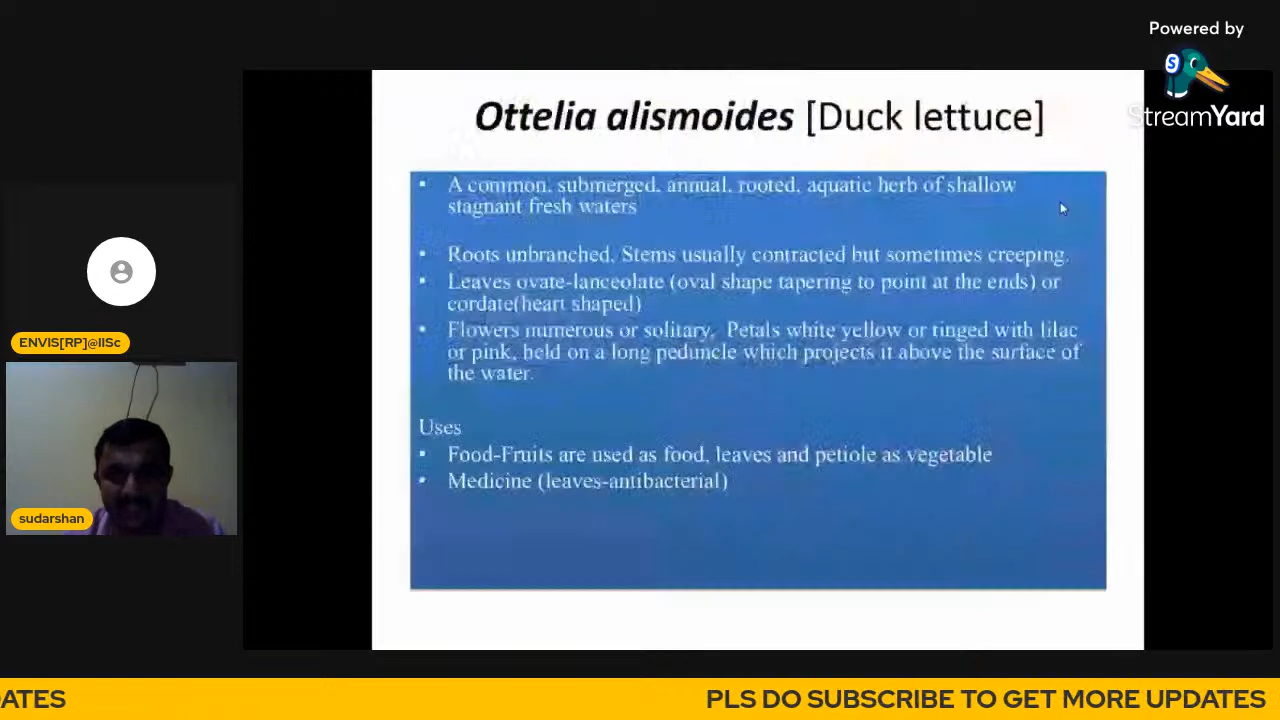 Powered by
StreamYard
Ottelia alismoides [Duck lettuce]
• A common, submerged, annual, rooted, aquatic herb of shallow
stagnant fresh waters
• Roots unbranched. Stems usually contracted but sometimes creeping.
• Leaves ovate-lanceolate (oval shape tapering to point at the ends) or
cordate(heart shaped)
• Flowers numerous or solitary, Petals white yellow or tinged with lilac
or pink, held on a long peduncle which projects it above the surface of
the water.
Uses
• Food-Fruits are used as food, leaves and petiole as vegetable
• Medicine (leaves-antibacterial)
ENVIS[RP]@IISc
sudarshan
DATES
PLS DO SUBSCRIBE TO GET MORE UPDATES